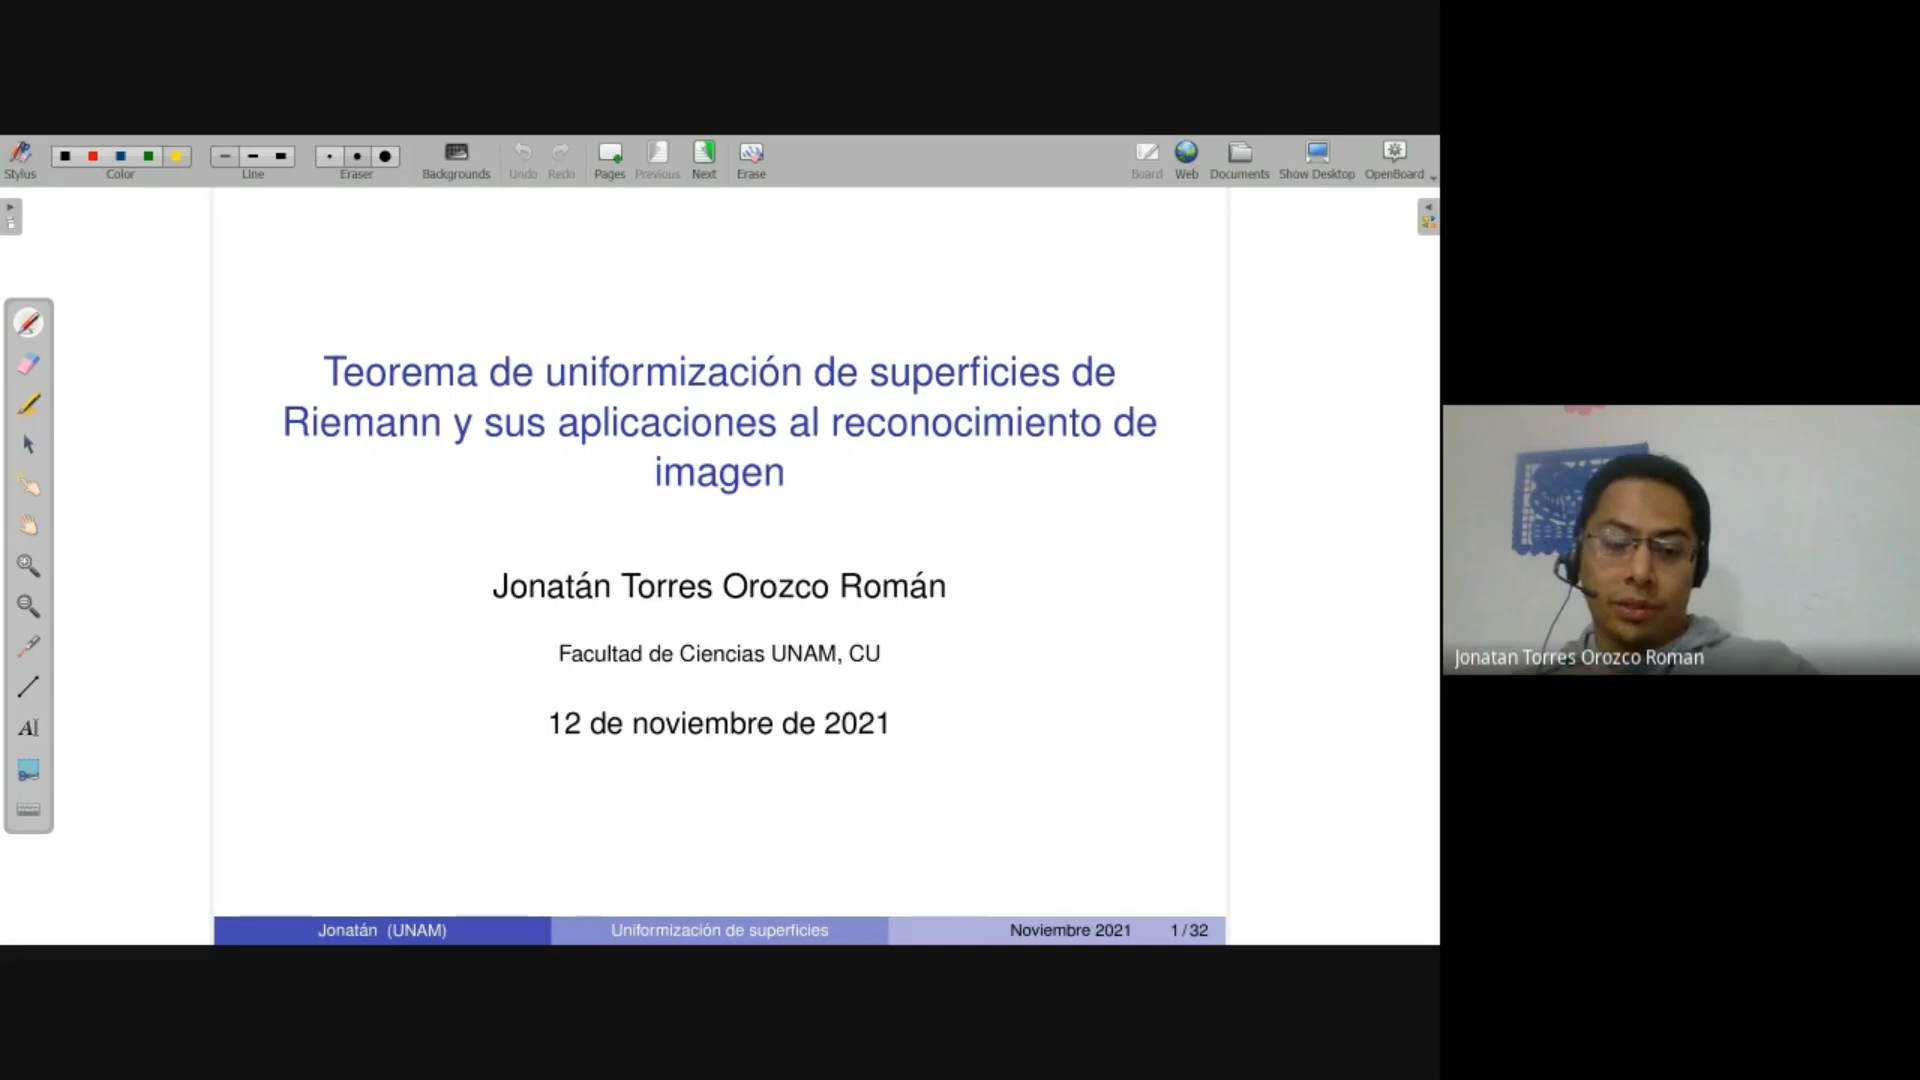 Stylus
Color
Line
Eraser
Backgrounds
Undo
Redo
Pages
Previous
Next
Erase
Board
Web
Documents
Show Desktop
OpenBoard
Teorema de uniformización de superficies de
Riemann y sus aplicaciones al reconocimiento de
imagen
Jonatán Torres Orozco Román
Facultad de Ciencias UNAM, CU
12 de noviembre de 2021
AI
Jonatan Torres Orozco Roman
Jonatán (UNAM)
Uniformización de superficies
Noviembre 2021
1 / 32